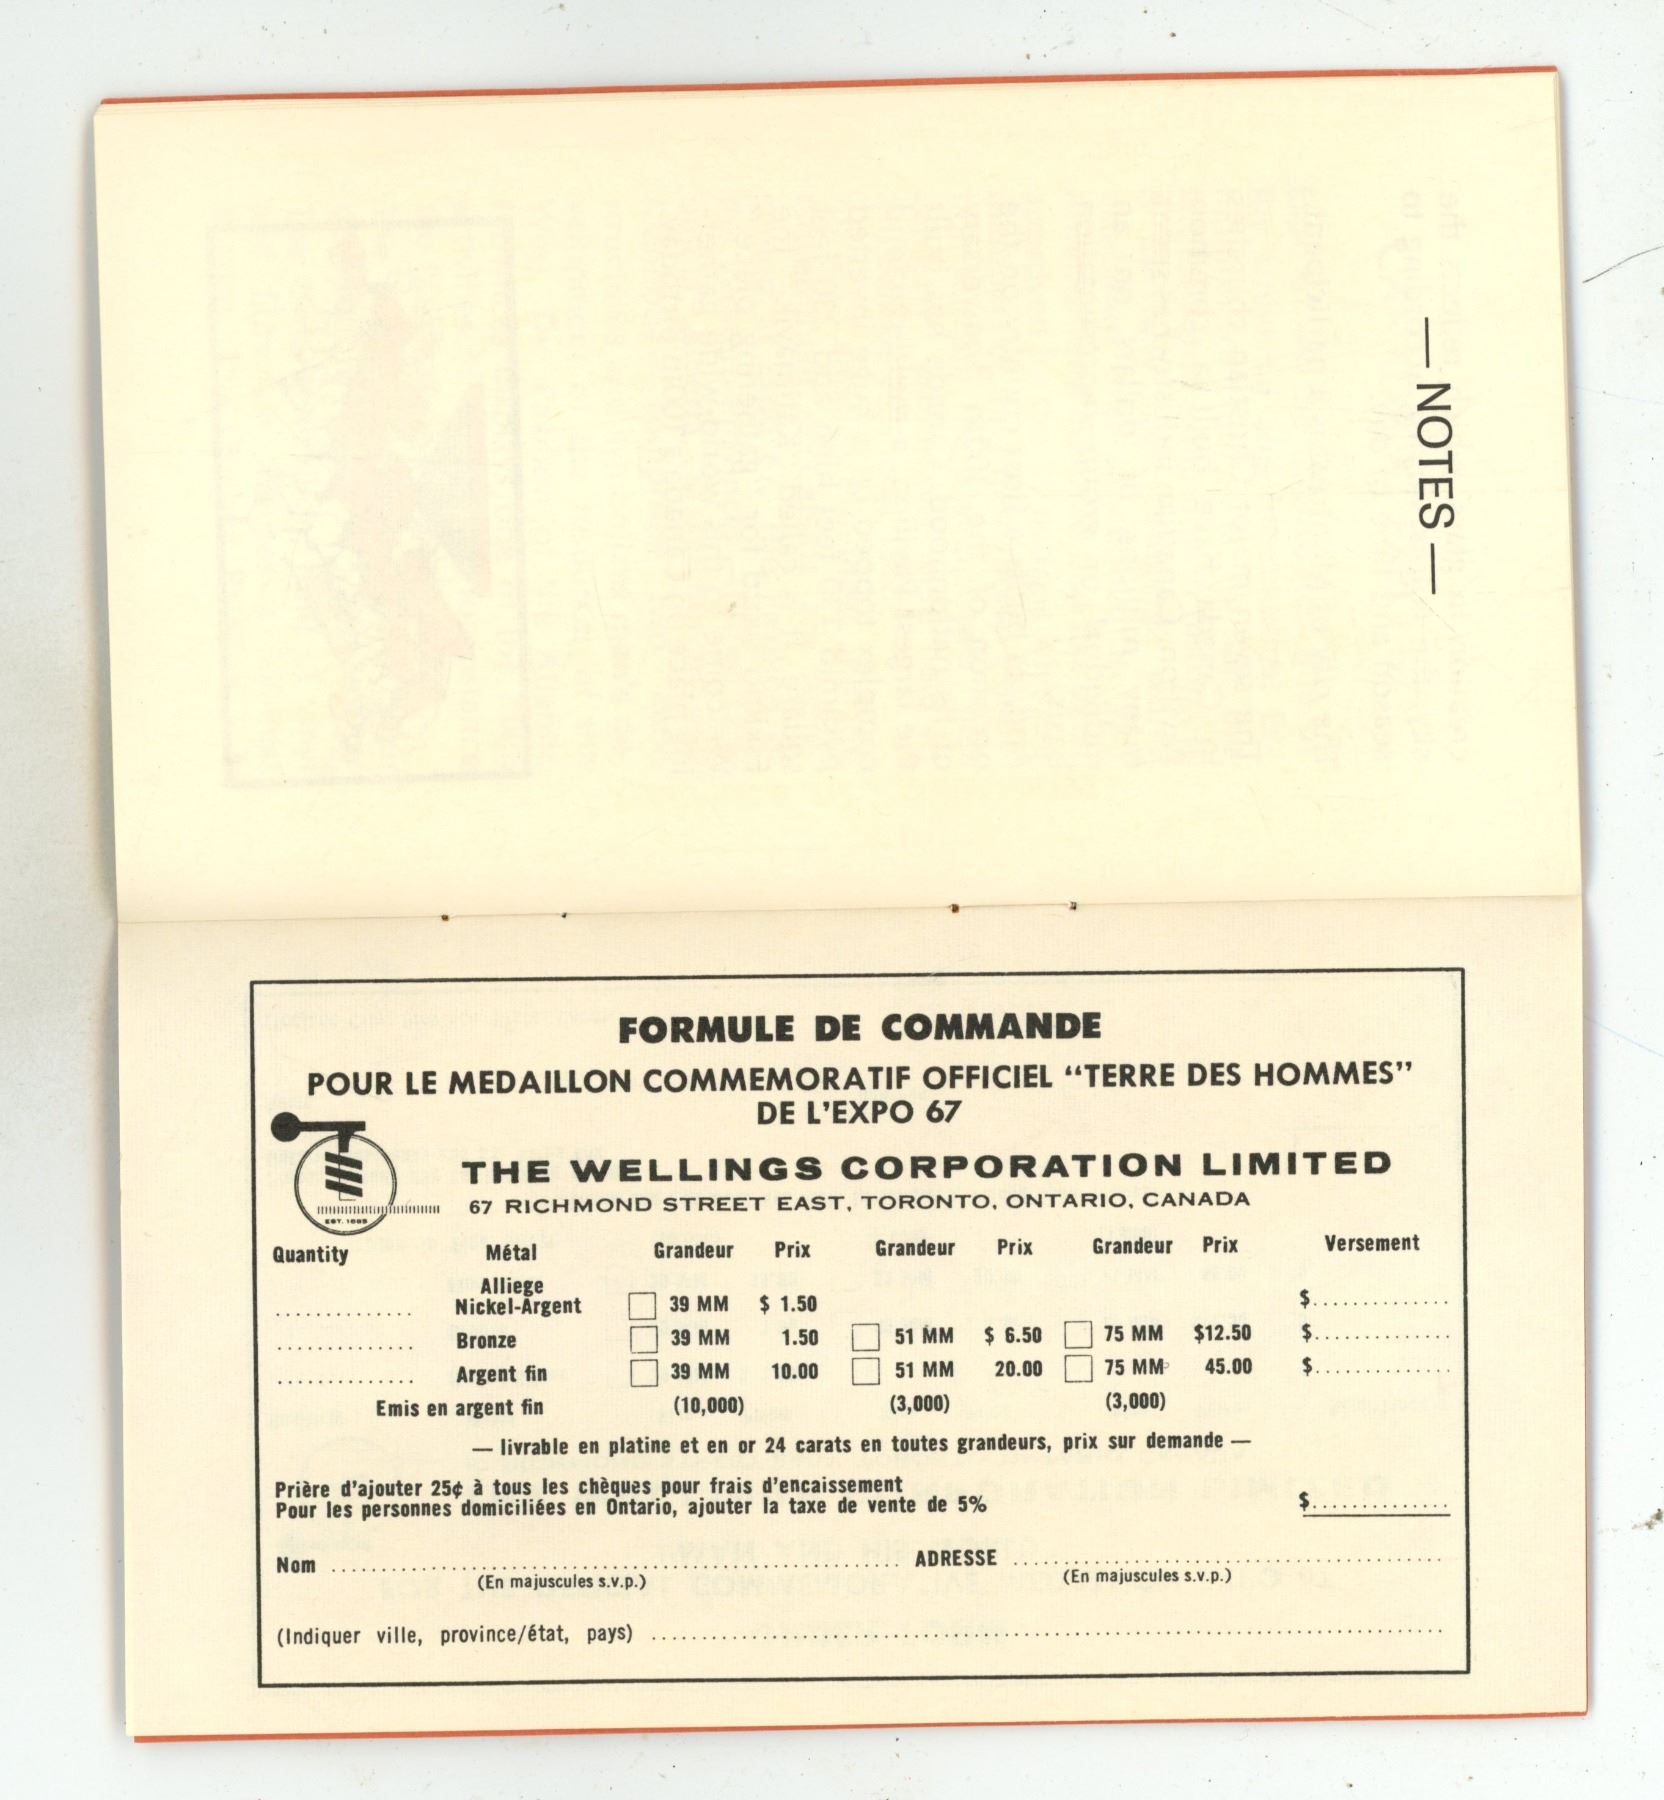 — NOTES —
FORMULE DE COMMANDE
POUR LE MEDAILLON COMMEMORATIF OFFICIEL “TERRE DES HOMMES”
DE L'EXPO 67
THE WELLINGS CORPORATION LIMITED
67 RICHMOND STREET EAST, TORONTO, ONTARIO, CANADA
Quantity Métal Grandeur Prix Grandeur Prix Grandeur Prix Versement
Alliege
.............. Nickel-Argent 39 MM $ 1.50 $..............
.............. Bronze 39 MM 1.50 51 MM $ 6.50 75 MM $12.50 $..............
.............. Argent fin 39 MM 10.00 51 MM 20.00 75 MM 45.00 $..............
Emis en argent fin (10,000) (3,000) (3,000)
— livrable en platine et en or 24 carats en toutes grandeurs, prix sur demande —
Prière d'ajouter 25¢ à tous les chèques pour frais d'encaissement
Pour les personnes domiciliées en Ontario, ajouter la taxe de vente de 5% $..............
Nom .............................. ADRESSE ..............................
(En majuscules s.v.p.) (En majuscules s.v.p.)
(Indiquer ville, province/état, pays) ..............................